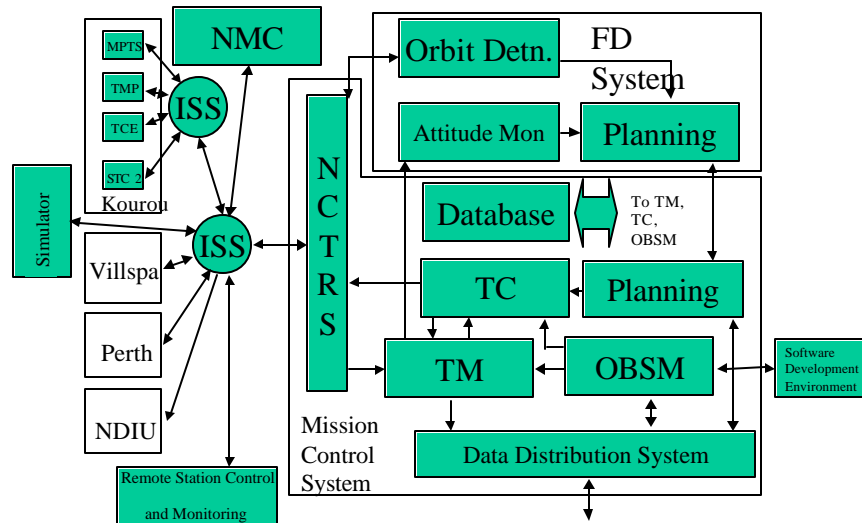 MPTS
TMP
TCE
STC 2
Kourou
NMC
ISS
Orbit Detn.
FD
System
Attitude Mon
Planning
N
C
T
R
S
Simulator
ISS
Database
To TM,
TC,
OBSM
Villspa
TC
Planning
Perth
TM
OBSM
Software
Development
Environment
NDIU
Mission
Control
System
Data Distribution System
Remote Station Control
and Monitoring